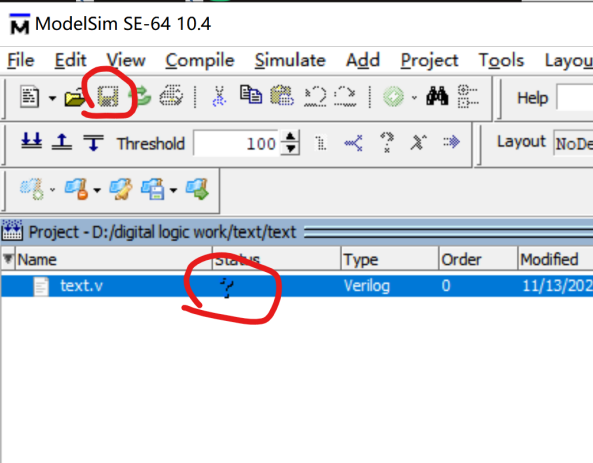 ModelSim SE-64 10.4
File Edit View Compile Simulate Add Project Tools Layou
Help
Threshold 100 Layout NoDe
Project - D:/digital logic work/text/text
Name Status Type Order Modified
text.v ? Verilog 0 11/13/202